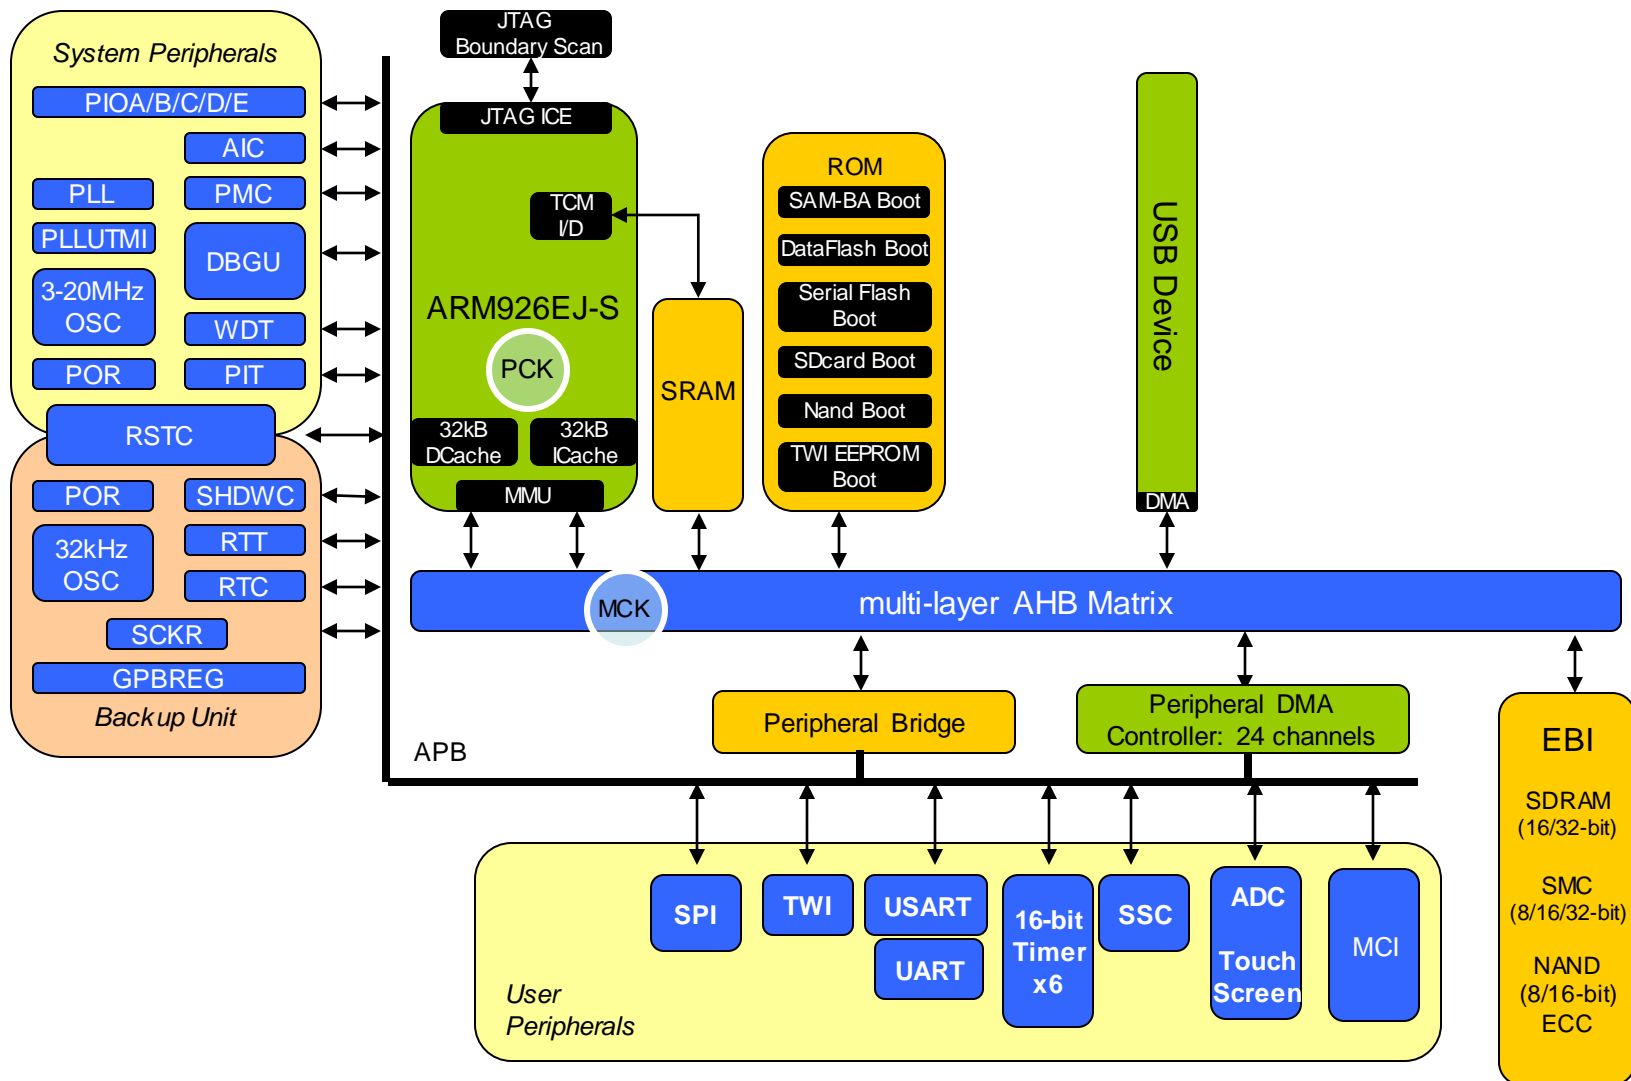 System Peripherals
PIOA/B/C/D/E
AIC
PLL
PMC
PLLUTMI
DBGU
3-20MHz
OSC
WDT
POR
PIT
RSTC
POR
SHDWC
32kHz
OSC
RTT
RTC
SCKR
GPBREG
Backup Unit
JTAG
Boundary Scan
JTAG ICE
TCM
I/D
ARM926EJ-S
PCK
32kB
DCache
32kB
ICache
MMU
SRAM
ROM
SAM-BA Boot
DataFlash Boot
Serial Flash
Boot
SDcard Boot
Nand Boot
TWI EEPROM
Boot
USB Device
DMA
MCK
multi-layer AHB Matrix
Peripheral Bridge
Peripheral DMA
Controller: 24 channels
APB
EBI
SDRAM
(16/32-bit)
SMC
(8/16/32-bit)
NAND
(8/16-bit)
ECC
SPI
TWI
USART
UART
16-bit
Timer
x6
SSC
ADC
Touch
Screen
MCI
User
Peripherals